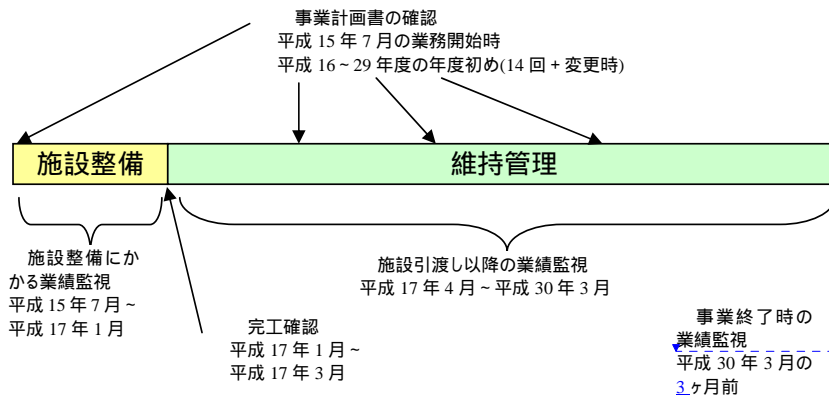 事業計画書の確認
平成 15 年 7 月の業務開始時
平成 16～29 年度の年度初め(14 回 + 変更時)
施設整備
維持管理
施設整備にか
かる業績監視
平成 15 年 7 月～
平成 17 年 1 月
施設引渡し以降の業績監視
平成 17 年 4 月～平成 30 年 3 月
完工確認
平成 17 年 1 月～
平成 17 年 3 月
事業終了時の
業績監視
平成 30 年 3 月の
3 ヶ月前